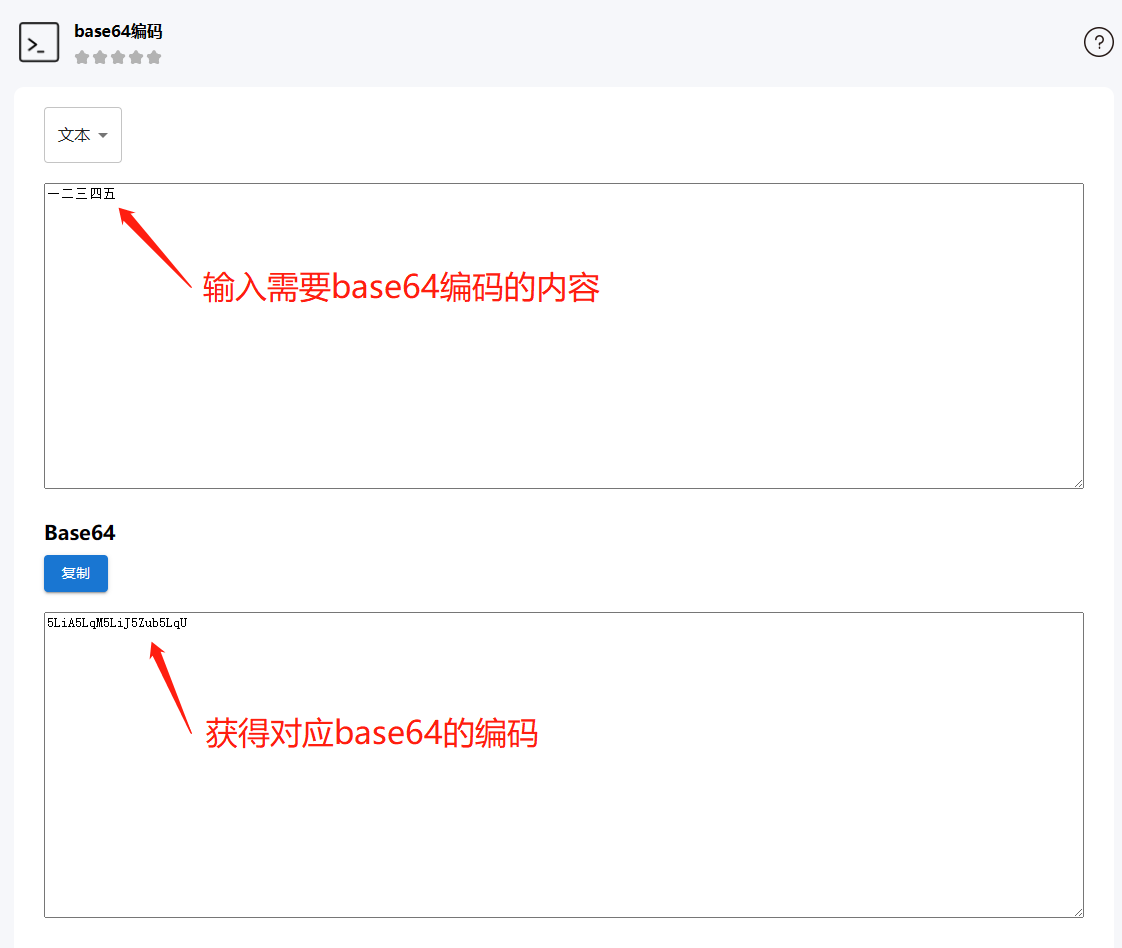 base64编码
文本
一二三四五
输入需要base64编码的内容
Base64
复制
5LiA5LqM5LiJ5Zub5LqU
获得对应base64的编码